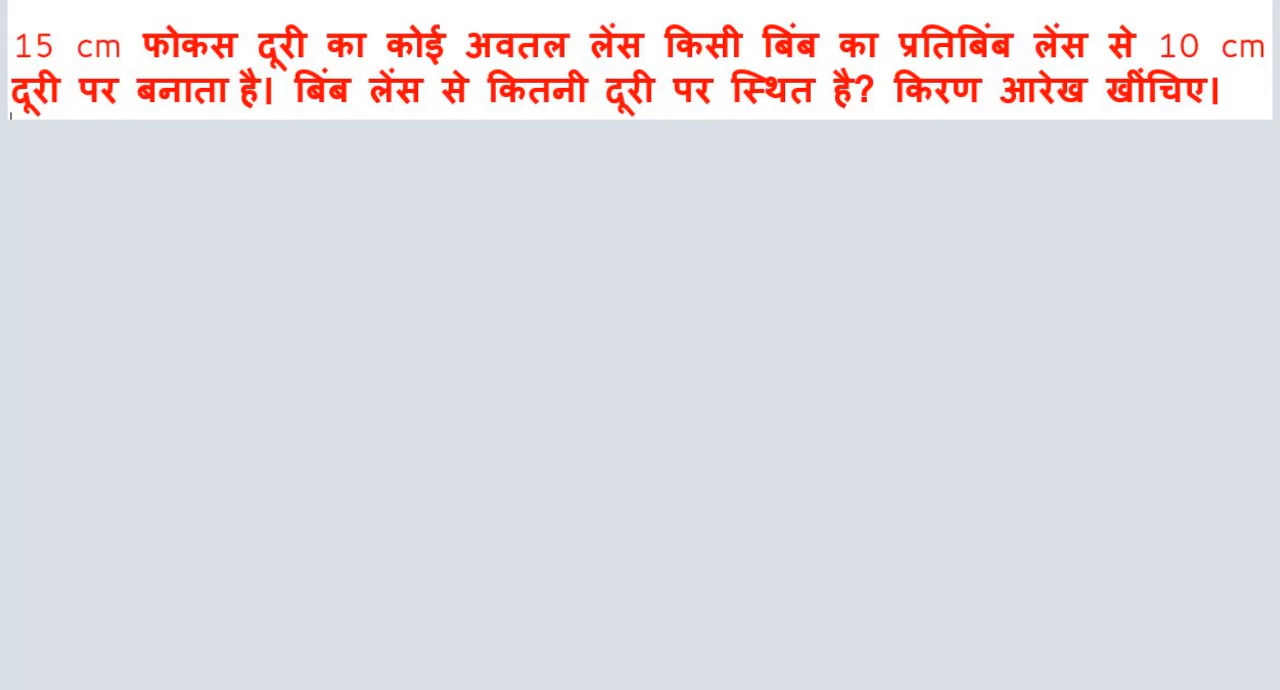 15 cm फोकस दूरी का कोई अवतल लेंस किसी बिंब का प्रतिबिंब लेंस से 10 cm
दूरी पर बनाता है। बिंब लेंस से कितनी दूरी पर स्थित है? किरण आरेख खींचिए।